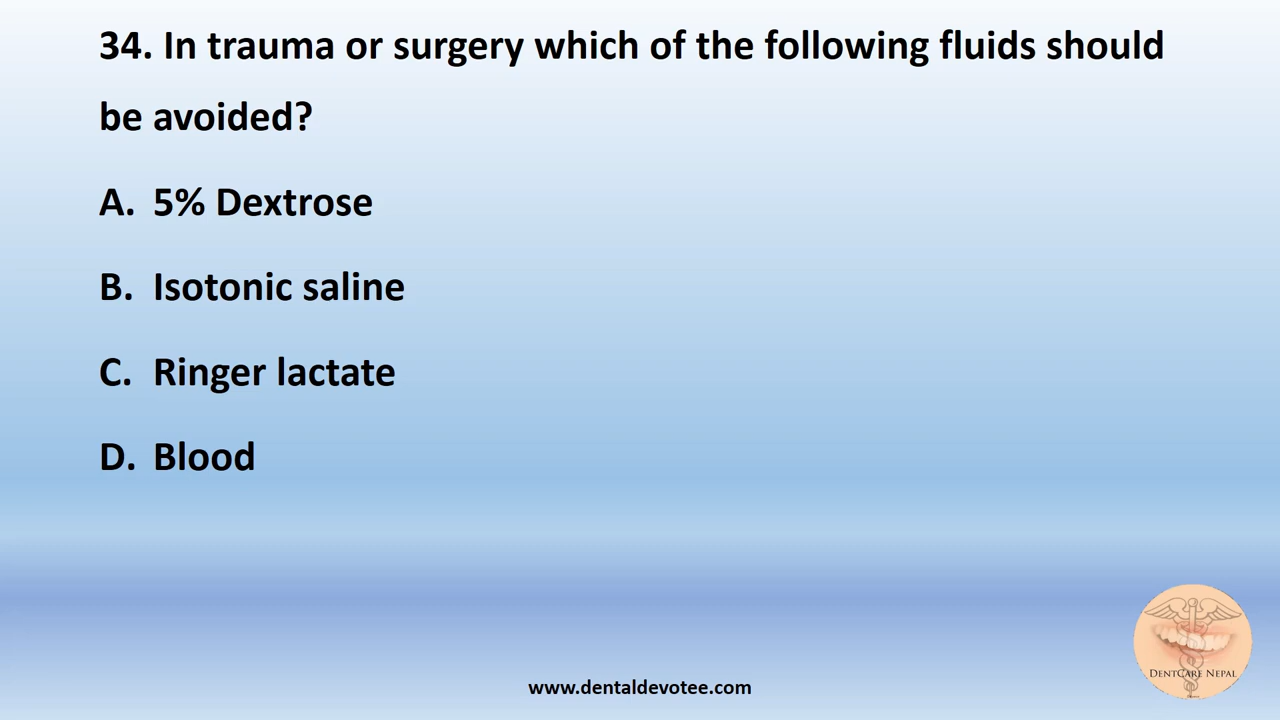 34. In trauma or surgery which of the following fluids should
be avoided?
A. 5% Dextrose
B. Isotonic saline
C. Ringer lactate
D. Blood
DENTCARE NEPAL
www.dentaldevotee.com